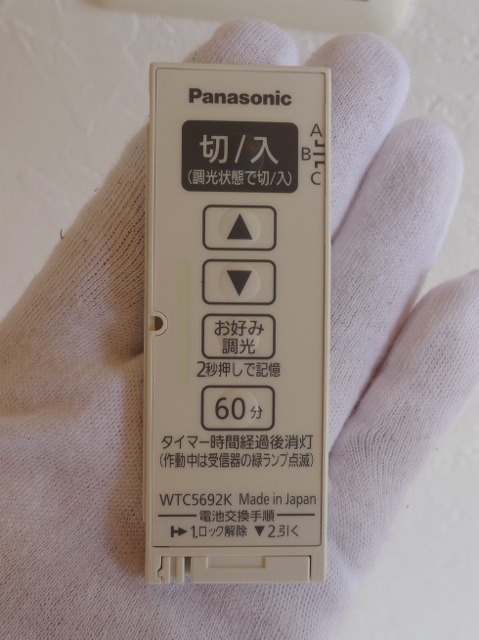 Panasonic
切/入
(調光状態で切/入)
A
B
C
▲
▼
お好み
調光
2秒押しで記憶
60分
タイマー時間経過後消灯
(作動中は受信器の緑ランプ点滅)
WTC5692K Made in Japan
電池交換手順
1.ロック解除 ▼2.引く